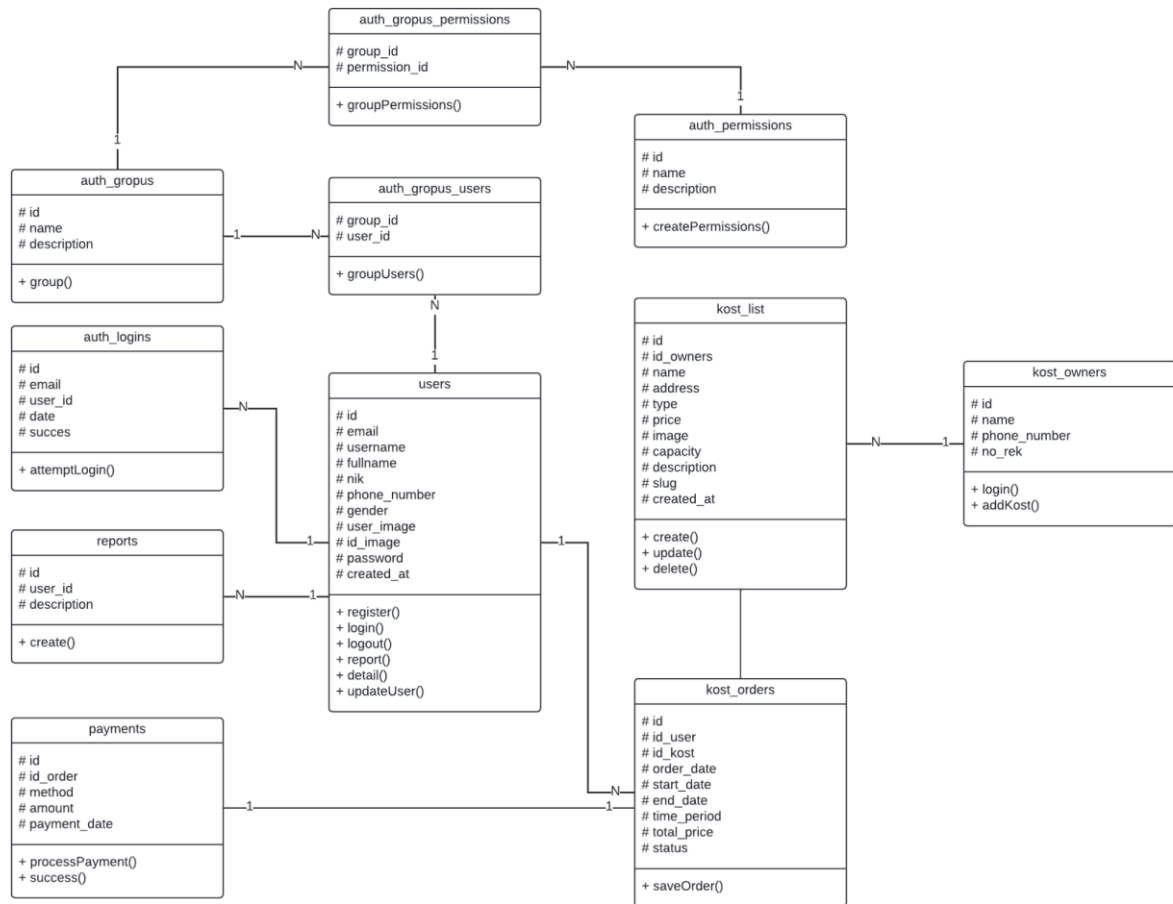 auth_gropus_permissions
# group_id
# permission_id
+ groupPermissions()
N
N
1
1
auth_permissions
# id
# name
# description
+ createPermissions()
auth_gropus
# id
# name
# description
+ group()
1
N
auth_gropus_users
# group_id
# user_id
+ groupUsers()
N
1
auth_logins
# id
# email
# user_id
# date
# succes
+ attemptLogin()
N
1
users
# id
# email
# username
# fullname
# nik
# phone_number
# gender
# user_image
# id_image
# password
# created_at
+ register()
+ login()
+ logout()
+ report()
+ detail()
+ updateUser()
1
N
kost_list
# id
# id_owners
# name
# address
# type
# price
# image
# capacity
# description
# slug
# created_at
+ create()
+ update()
+ delete()
N
1
kost_owners
# id
# name
# phone_number
# no_rek
+ login()
+ addKost()
reports
# id
# user_id
# description
+ create()
N
1
payments
# id
# id_order
# method
# amount
# payment_date
+ processPayment()
+ success()
1
1
kost_orders
# id
# id_user
# id_kost
# order_date
# start_date
# end_date
# time_period
# total_price
# status
+ saveOrder()